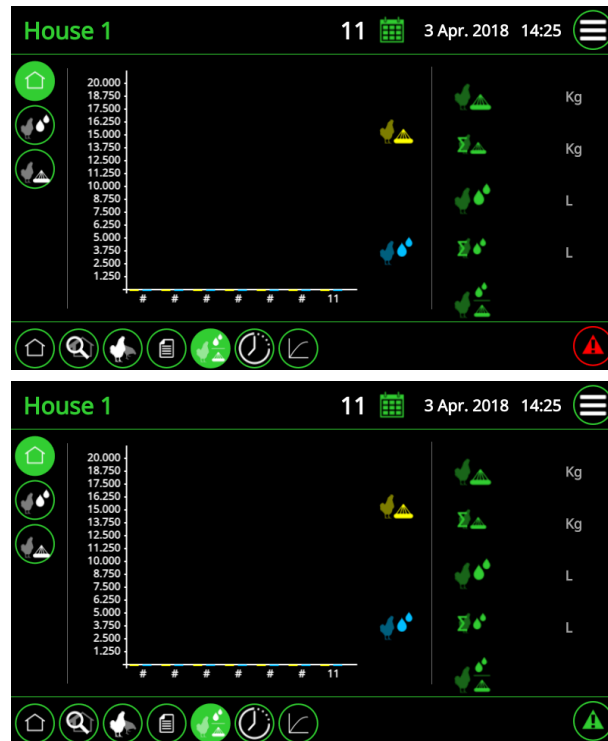 House 1 11 3 Apr. 2018 14:25
20.000
18.750
17.500
16.250
15.000
13.750
12.500
11.250
10.000
8.750
7.500
6.250
5.000
3.750
2.500
1.250
# # # # # # 11
Kg
Σ Kg
L
Σ L
House 1 11 3 Apr. 2018 14:25
20.000
18.750
17.500
16.250
15.000
13.750
12.500
11.250
10.000
8.750
7.500
6.250
5.000
3.750
2.500
1.250
# # # # # # 11
Kg
Σ Kg
L
Σ L